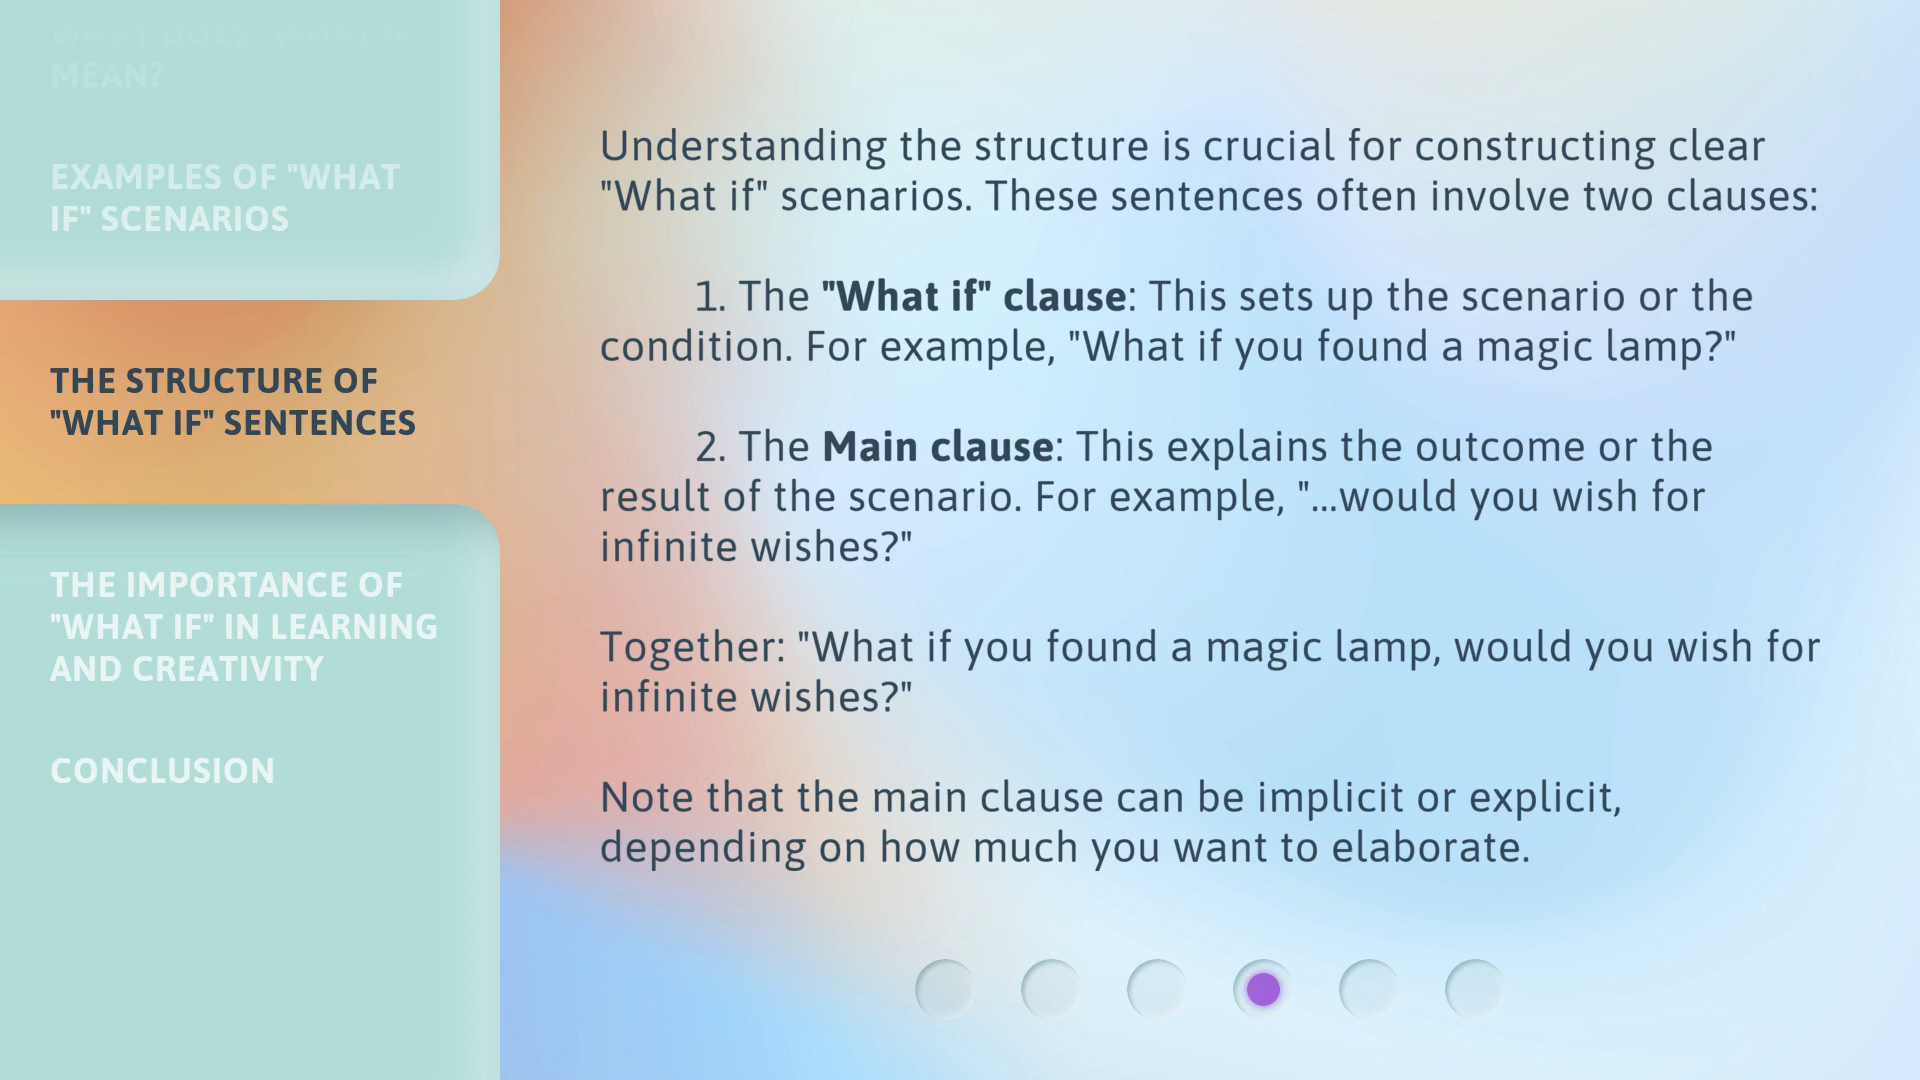 WHAT DOES "WHAT IF"
MEAN?
EXAMPLES OF "WHAT
IF" SCENARIOS
THE STRUCTURE OF
"WHAT IF" SENTENCES
THE IMPORTANCE OF
"WHAT IF" IN LEARNING
AND CREATIVITY
CONCLUSION
Understanding the structure is crucial for constructing clear
"What if" scenarios. These sentences often involve two clauses:
1. The "What if" clause: This sets up the scenario or the
condition. For example, "What if you found a magic lamp?"
2. The Main clause: This explains the outcome or the
result of the scenario. For example, "...would you wish for
infinite wishes?"
Together: "What if you found a magic lamp, would you wish for
infinite wishes?"
Note that the main clause can be implicit or explicit,
depending on how much you want to elaborate.